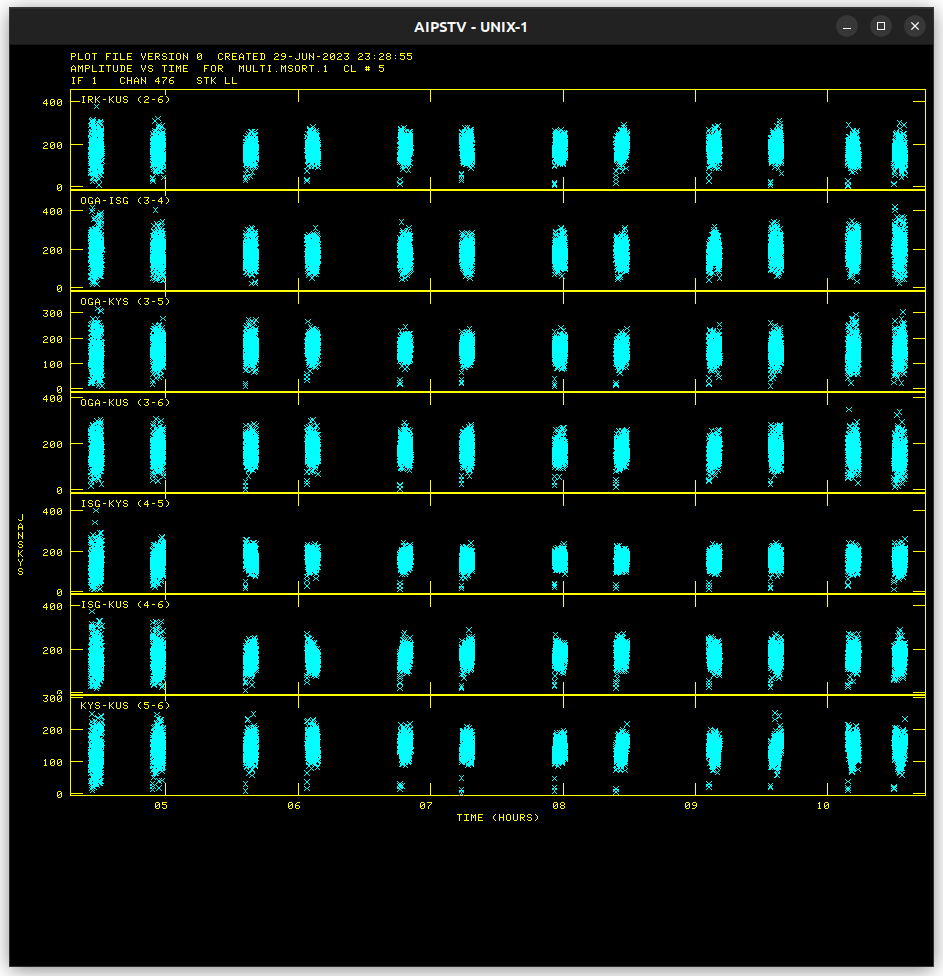 AIPSTV - UNIX-1
PLOT FILE VERSION 0 CREATED 29-JUN-2023 23:28:55
AMPLITUDE VS TIME FOR MULTI.MSORT.1 CL # 5
IF 1 CHAN 476 STK LL
IRK-KUS (2-6)
400
200
0
OGA-ISG (3-4)
400
200
0
OGA-KYS (3-5)
300
200
100
0
OGA-KUS (3-6)
400
200
0
ISG-KYS (4-5)
400
200
0
ISG-KUS (4-6)
400
200
0
KYS-KUS (5-6)
300
200
100
0
JANSKYS
05 06 07 08 09 10
TIME (HOURS)